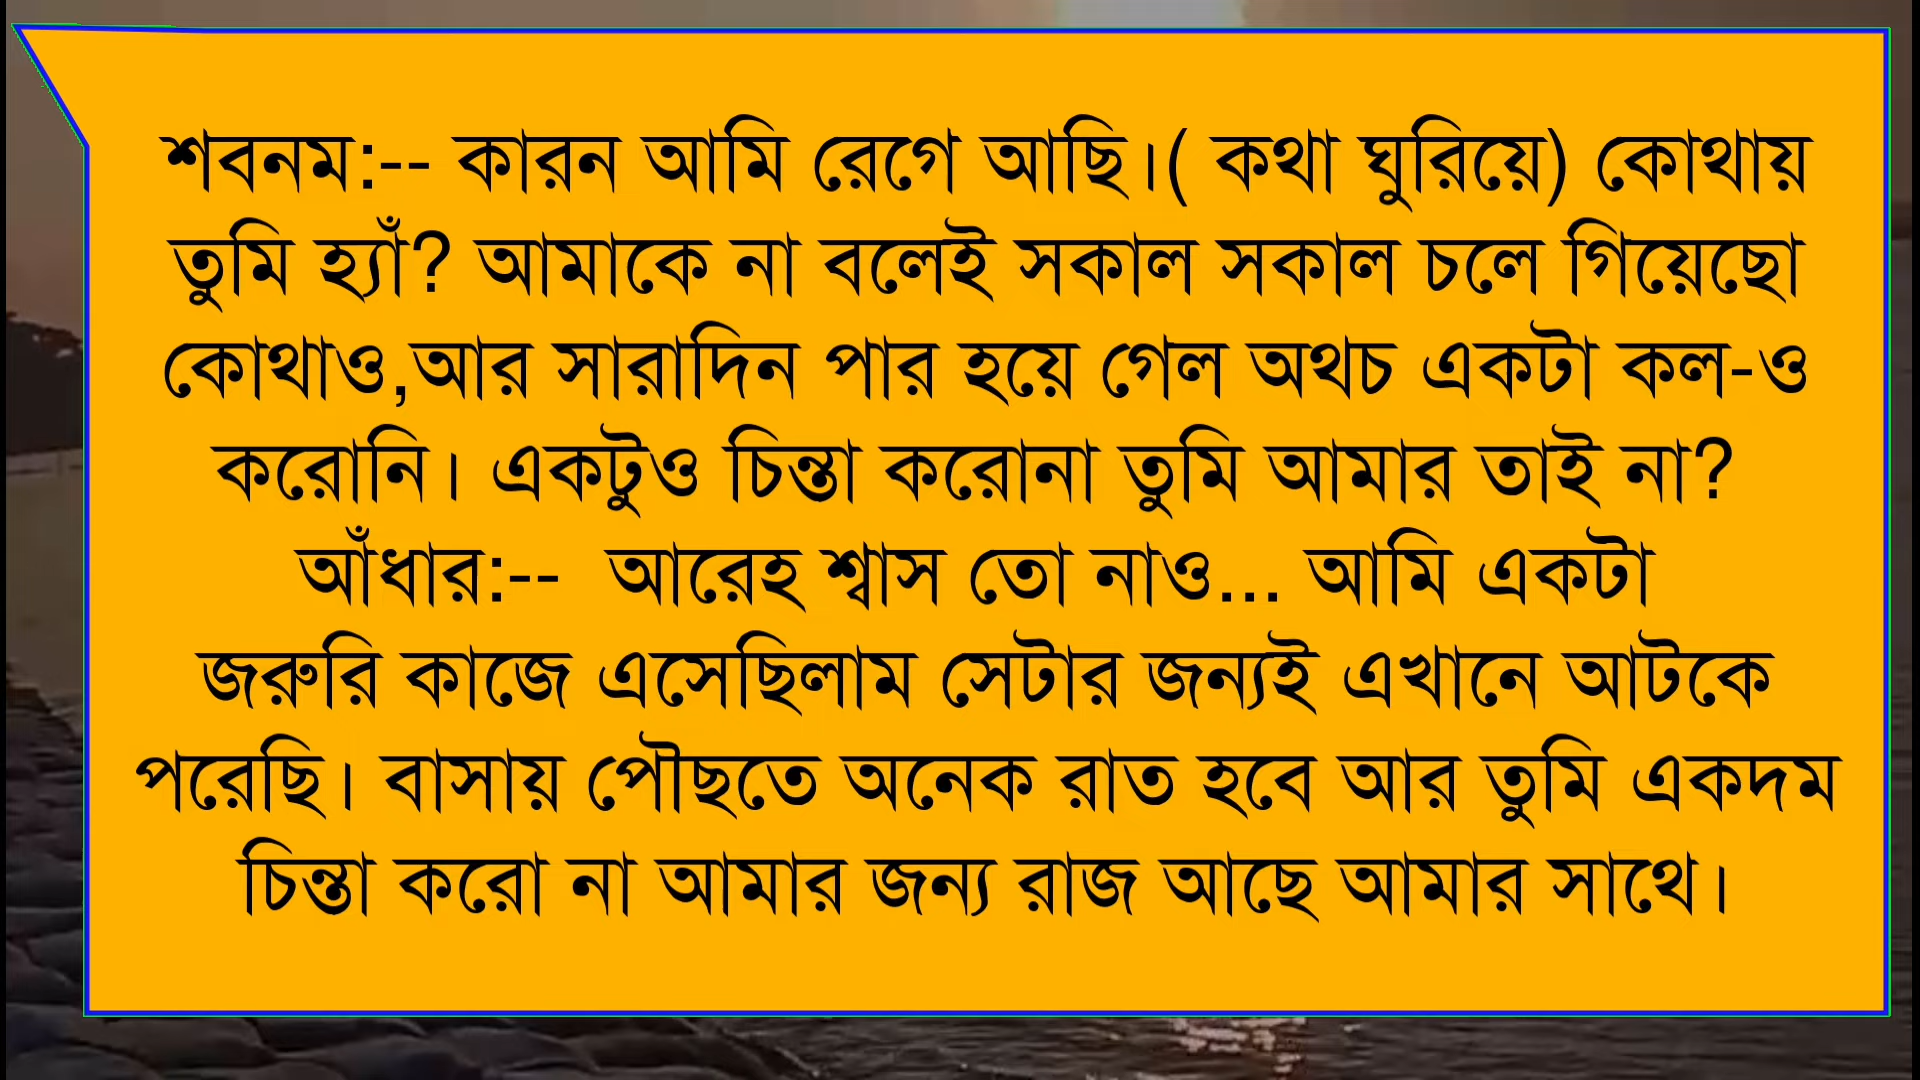 শবনম:-- কারন আমি রেগে আছি।( কথা ঘুরিয়ে) কোথায়
তুমি হ্যাঁ? আমাকে না বলেই সকাল সকাল চলে গিয়েছো
কোথাও,আর সারাদিন পার হয়ে গেল অথচ একটা কল-ও
করোনি। একটুও চিন্তা করোনা তুমি আমার তাই না?
আঁধার:-- আরেহ শ্বাস তো নাও... আমি একটা
জরুরি কাজে এসেছিলাম সেটার জন্যই এখানে আটকে
পরেছি। বাসায় পৌছতে অনেক রাত হবে আর তুমি একদম
চিন্তা করো না আমার জন্য রাজ আছে আমার সাথে।